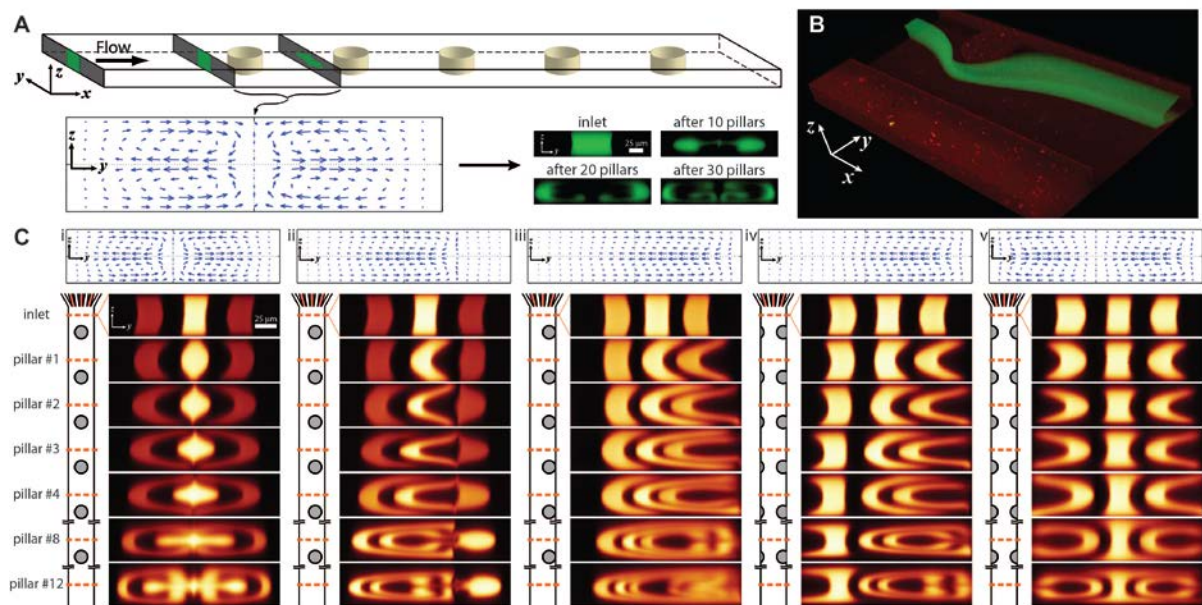 A
Flow
y z x
z
y
inlet
after 10 pillars
z
y
25 µm
after 20 pillars
after 30 pillars
B
z y
x
C
i
ii
iii
iv
v
z
y
z
y
z
y
z
y
z
y
inlet
z
y
25 µm
pillar #1
pillar #2
pillar #3
pillar #4
pillar #8
pillar #12